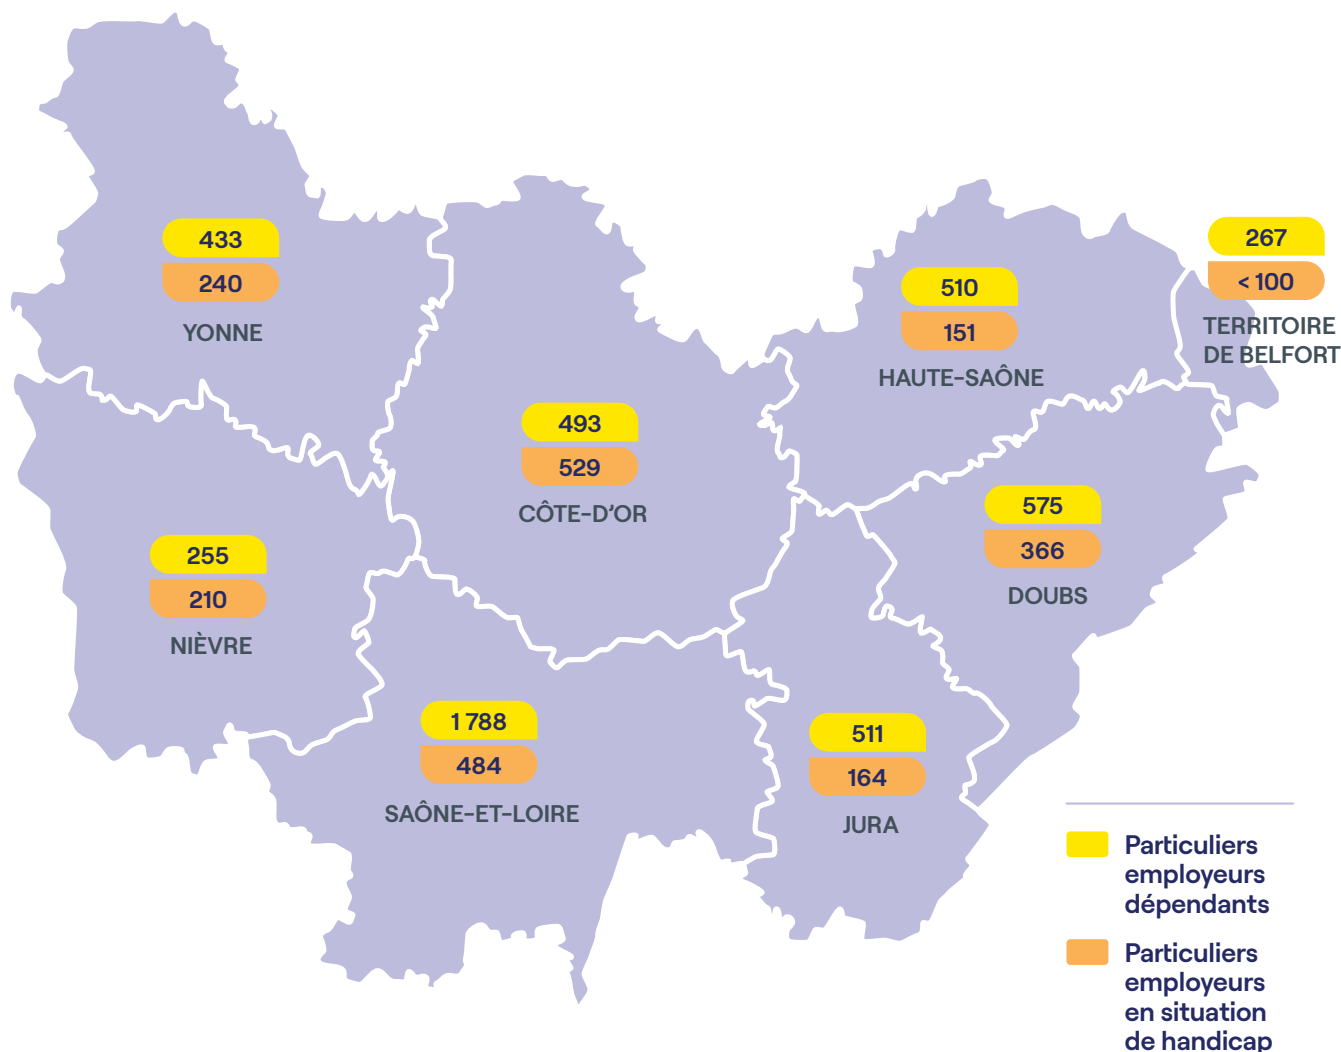 433
240
YONNE
267
< 100
TERRITOIRE
DE BELFORT
510
151
HAUTE-SAÔNE
493
529
CÔTE-D’OR
575
366
DOUBS
255
210
NIÈVRE
1 788
484
SAÔNE-ET-LOIRE
511
164
JURA
Particuliers
employeurs
dépendants
Particuliers
employeurs
en situation
de handicap